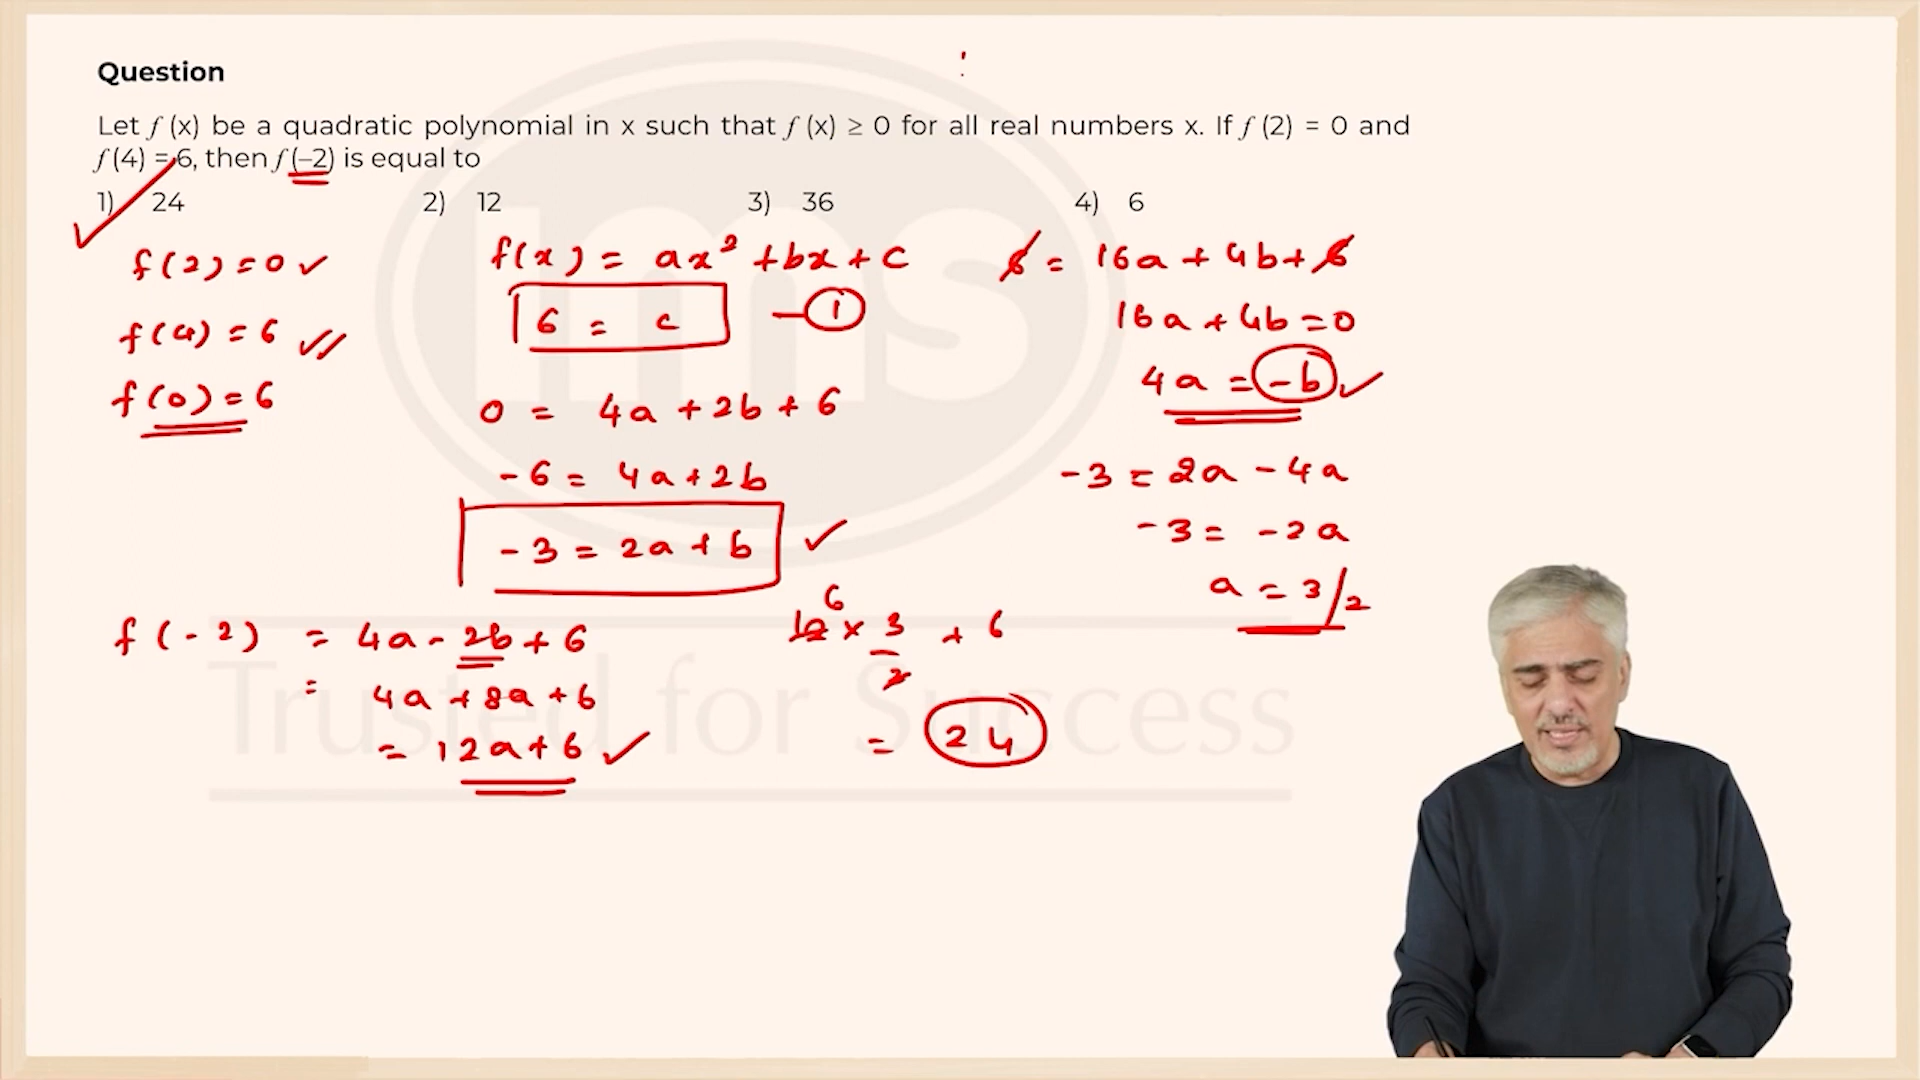 Question
Let f (x) be a quadratic polynomial in x such that f (x) ≥ 0 for all real numbers x. If f (2) = 0 and
f (4) = 6, then f (–2) is equal to
1) 24 2) 12 3) 36 4) 6
f(2) = 0 ✓
f(4) = 6 ✓✓
f(0) = 6
f(x) = ax² + bx + c
6 = c — 1
0 = 4a + 2b + 6
-6 = 4a + 2b
-3 = 2a + b ✓
6 = 16a + 4b + 6
16a + 4b = 0
4a = -b ✓
-3 = 2a - 4a
-3 = -2a
a = 3/2
f(-2) = 4a - 2b + 6
= 4a + 8a + 6
= 12a + 6 ✓
6
12 × 3/2 + 6
= 24
ims
Trusted for Success